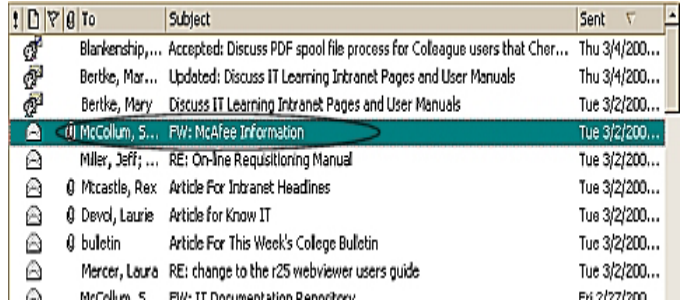 ! To Subject Sent
Blankenship,... Accepted: Discuss PDF spool file process for Colleague users that Cher... Thu 3/4/200...
Bertke, Mar... Updated: Discuss IT Learning Intranet Pages and User Manuals Thu 3/4/200...
Bertke, Mary Discuss IT Learning Intranet Pages and User Manuals Tue 3/2/200...
McCollum, S... FW: McAfee Information Tue 3/2/200...
Miller, Jeff; ... RE: On-line Requisitioning Manual Tue 3/2/200...
Mtcastle, Rex Article For Intranet Headlines Tue 3/2/200...
Devol, Laurie Article for Know IT Tue 3/2/200...
bulletin Article For This Week's College Bulletin Tue 3/2/200...
Mercer, Laura RE: change to the r25 webviewer users guide Tue 3/2/200...
McCollum, S... FW: IT Documentation Repository Fri 2/27/200...